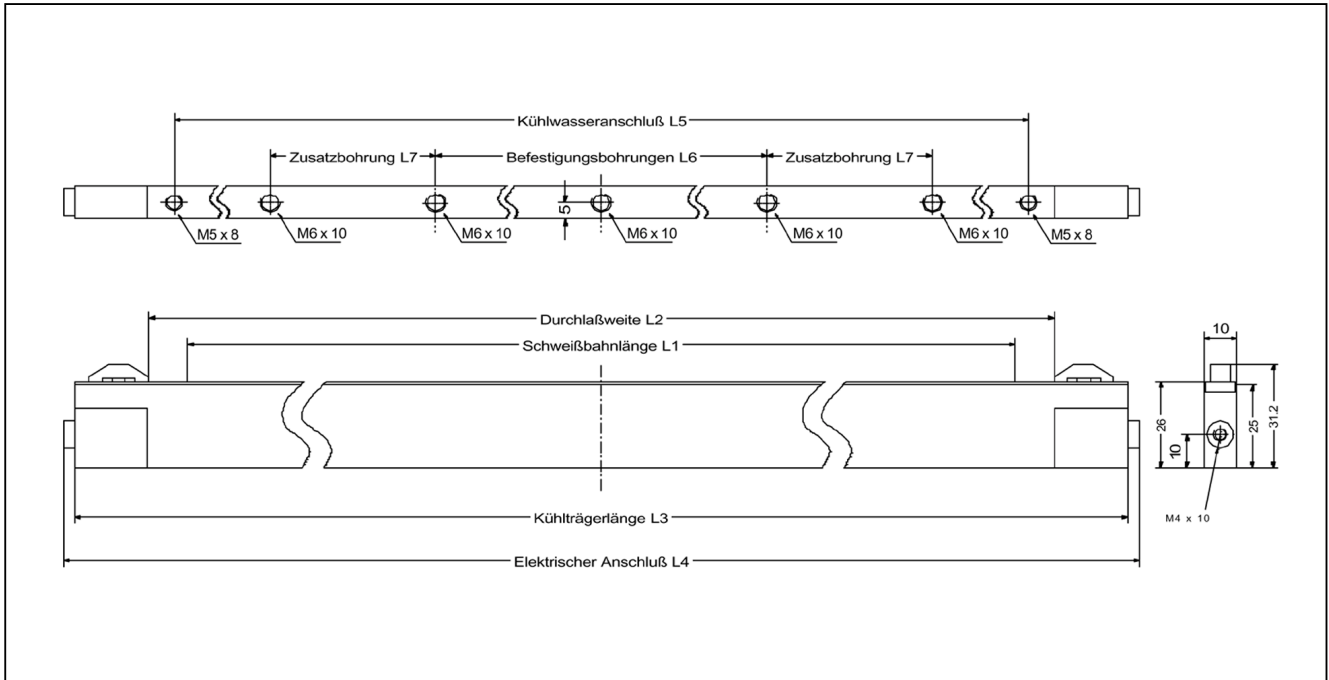 Kühlwasseranschluß L5
Zusatzbohrung L7
Befestigungsbohrungen L6
Zusatzbohrung L7
5
M5 x 8
M6 x 10
M6 x 10
M6 x 10
M6 x 10
M6 x 10
M5 x 8
Durchlaßweite L2
Schweißbahnlänge L1
10
26
10
25
31.2
M4 x 10
Kühlträgerlänge L3
Elektrischer Anschluß L4